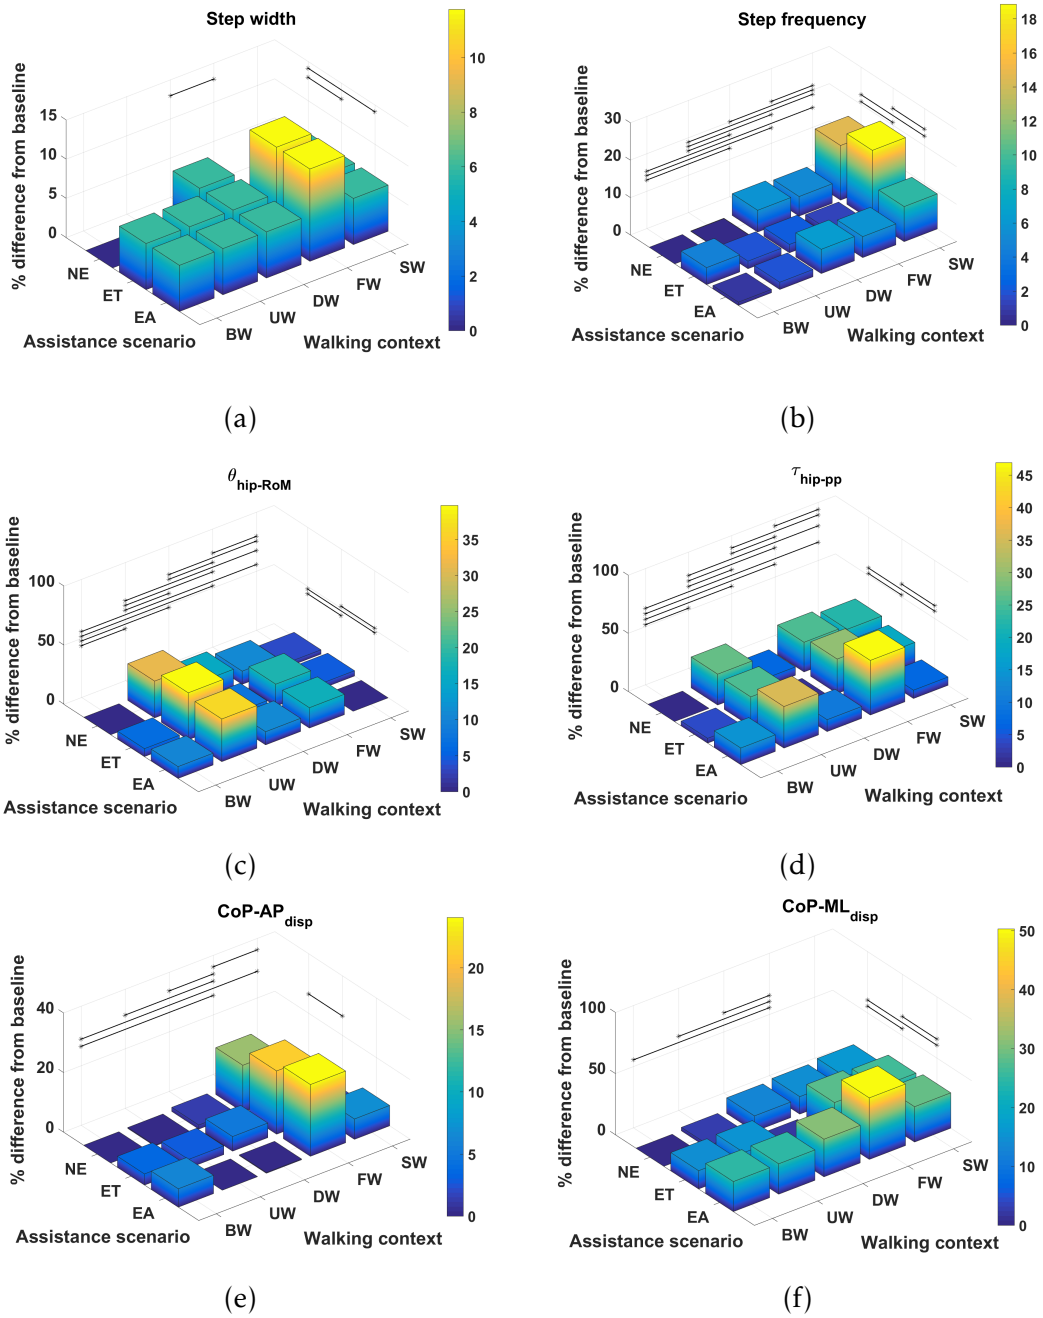 Step width
% difference from baseline
15
10
5
0
NE
ET
EA
Assistance scenario
BW
UW
DW
FW
SW
Walking context
10
8
6
4
2
0
(a)
Step frequency
% difference from baseline
30
20
10
0
NE
ET
EA
Assistance scenario
BW
UW
DW
FW
SW
Walking context
18
16
14
12
10
8
6
4
2
0
(b)
θhip-RoM
% difference from baseline
100
50
0
NE
ET
EA
Assistance scenario
BW
UW
DW
FW
SW
Walking context
35
30
25
20
15
10
5
0
(c)
τhip-pp
% difference from baseline
100
50
0
NE
ET
EA
Assistance scenario
BW
UW
DW
FW
SW
Walking context
45
40
35
30
25
20
15
10
5
0
(d)
CoP-APdisp
% difference from baseline
40
20
0
NE
ET
EA
Assistance scenario
BW
UW
DW
FW
SW
Walking context
20
15
10
5
0
(e)
CoP-MLdisp
% difference from baseline
100
50
0
NE
ET
EA
Assistance scenario
BW
UW
DW
FW
SW
Walking context
50
40
30
20
10
0
(f)